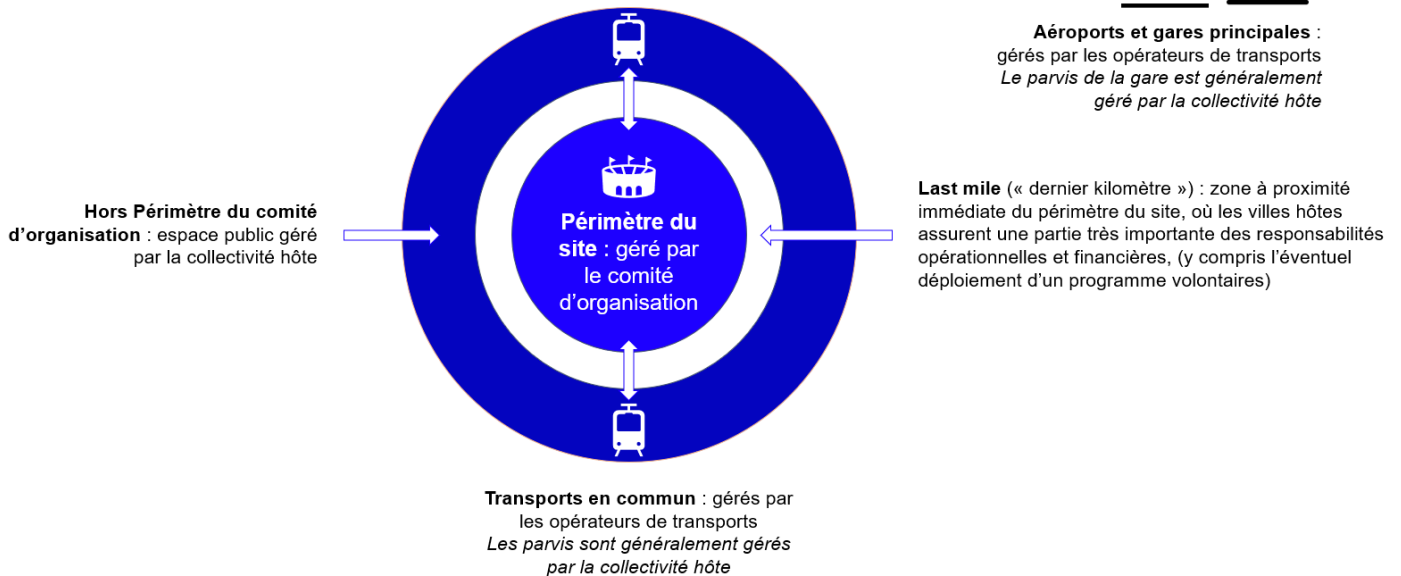 Aéroports et gares principales :
gérés par les opérateurs de transports
Le parvis de la gare est généralement
géré par la collectivité hôte
Hors Périmètre du comité
d’organisation : espace public géré
par la collectivité hôte
Périmètre du
site : géré par
le comité
d’organisation
Last mile (« dernier kilomètre ») : zone à proximité
immédiate du périmètre du site, où les villes hôtes
assurent une partie très importante des responsabilités
opérationnelles et financières, (y compris l’éventuel
déploiement d’un programme volontaires)
Transports en commun : gérés par
les opérateurs de transports
Les parvis sont généralement gérés
par la collectivité hôte